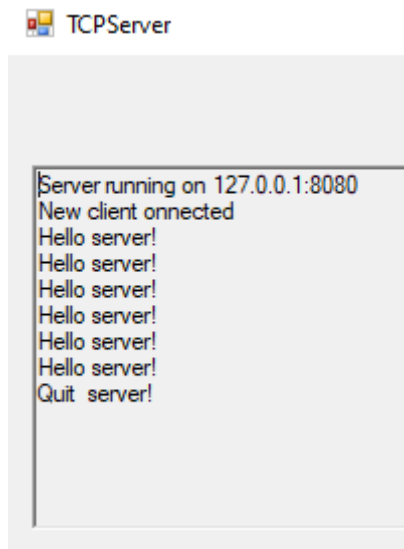 TCPServer
Server running on 127.0.0.1:8080
New client onnected
Hello server!
Hello server!
Hello server!
Hello server!
Hello server!
Hello server!
Quit  server!